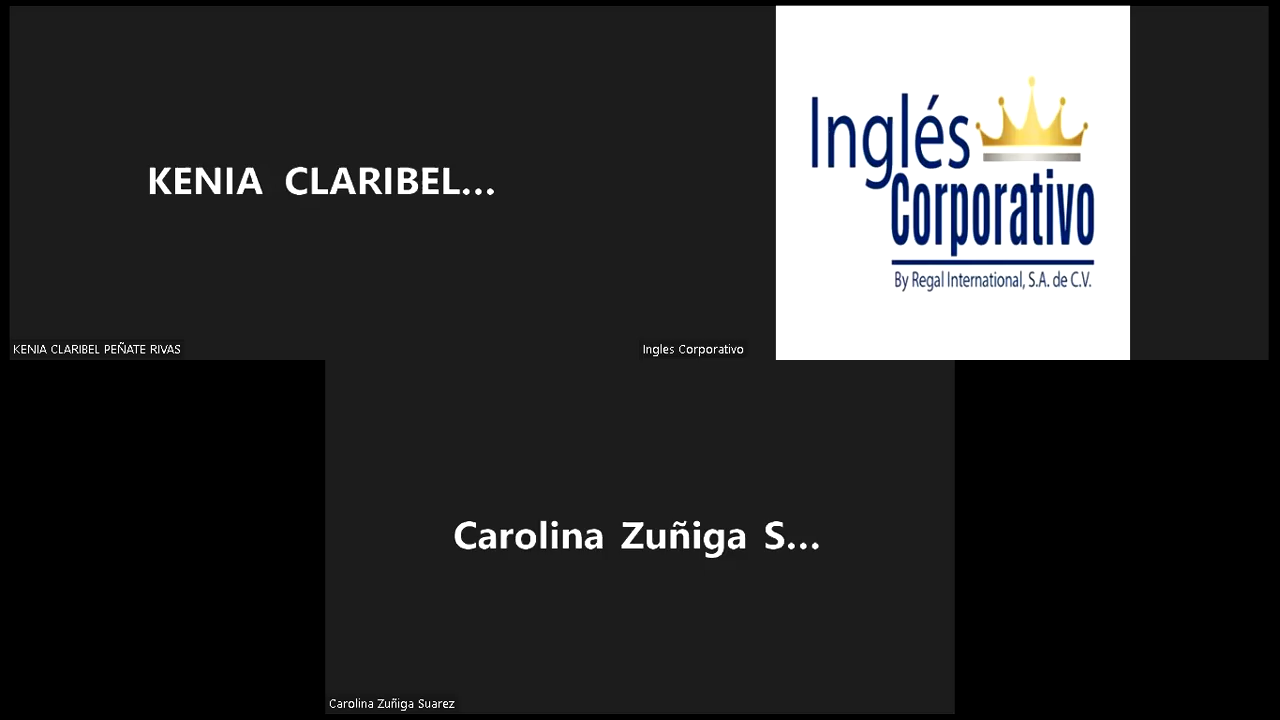 KENIA CLARIBEL...
KENIA CLARIBEL PEÑATE RIVAS
Inglés
Corporativo
By Regal International, S.A. de C.V.
Ingles Corporativo
Carolina Zuñiga S...
Carolina Zuñiga Suarez